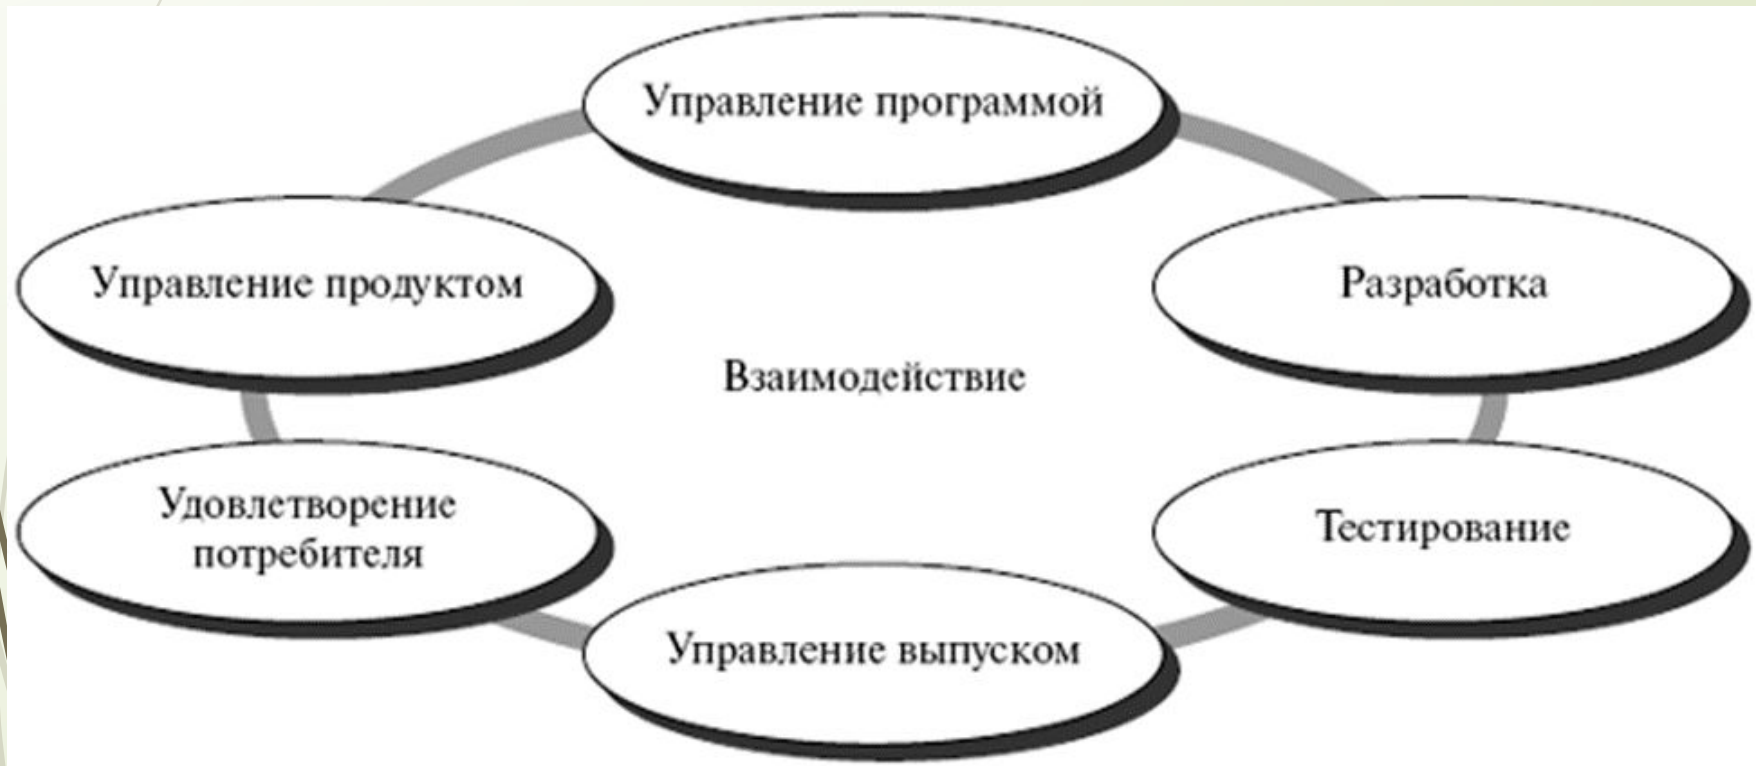 Управление программой
Управление продуктом
Разработка
Взаимодействие
Удовлетворение
потребителя
Тестирование
Управление выпуском